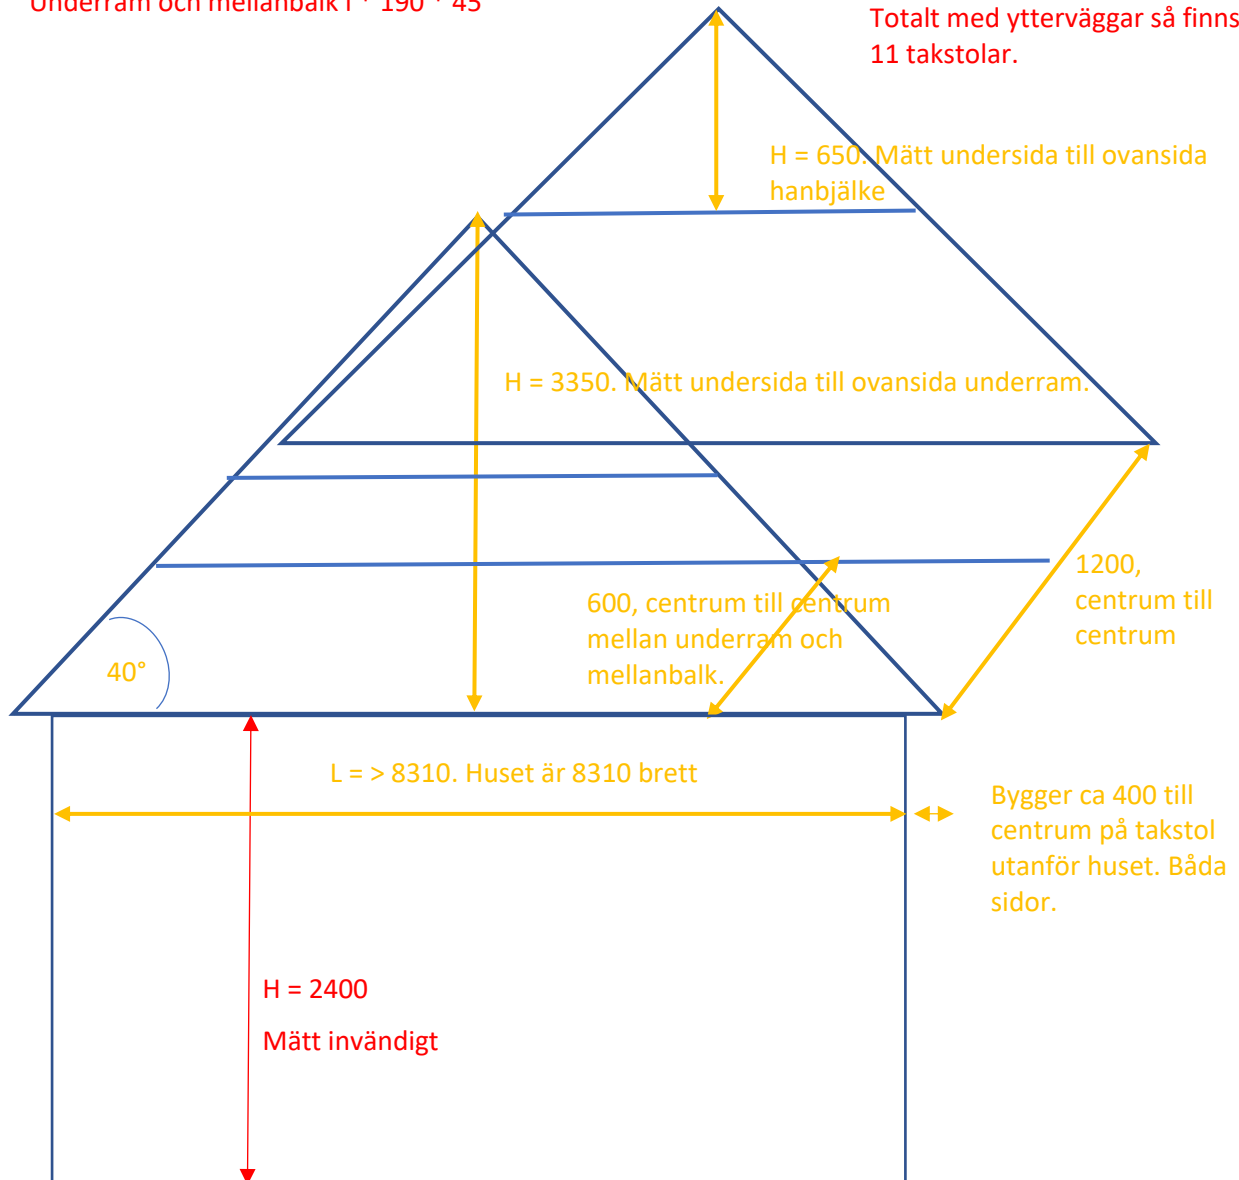 Underram och mellanbalk l * 190 * 45
Totalt med ytterväggar så finns
11 takstolar.
H = 650. Mätt undersida till ovansida
hanbjälke
H = 3350. Mätt undersida till ovansida underram.
1200,
centrum till
centrum
600, centrum till centrum
mellan underram och
mellanbalk.
40°
L = > 8310. Huset är 8310 brett
Bygger ca 400 till
centrum på takstol
utanför huset. Båda
sidor.
H = 2400
Mätt invändigt